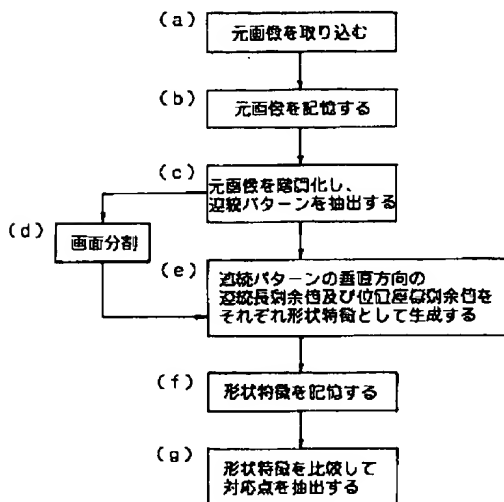 (a)
元画像を取り込む
(b)
元画像を記憶する
(c)
元画像を階調化し、
連続パターンを抽出する
(d)
画面分割
(e)
連続パターンの垂直方向の
連続長剰余値及び位置座標剰余値を
それぞれ形状特徴として生成する
(f)
形状特徴を記憶する
(g)
形状特徴を比較して
対応点を抽出する